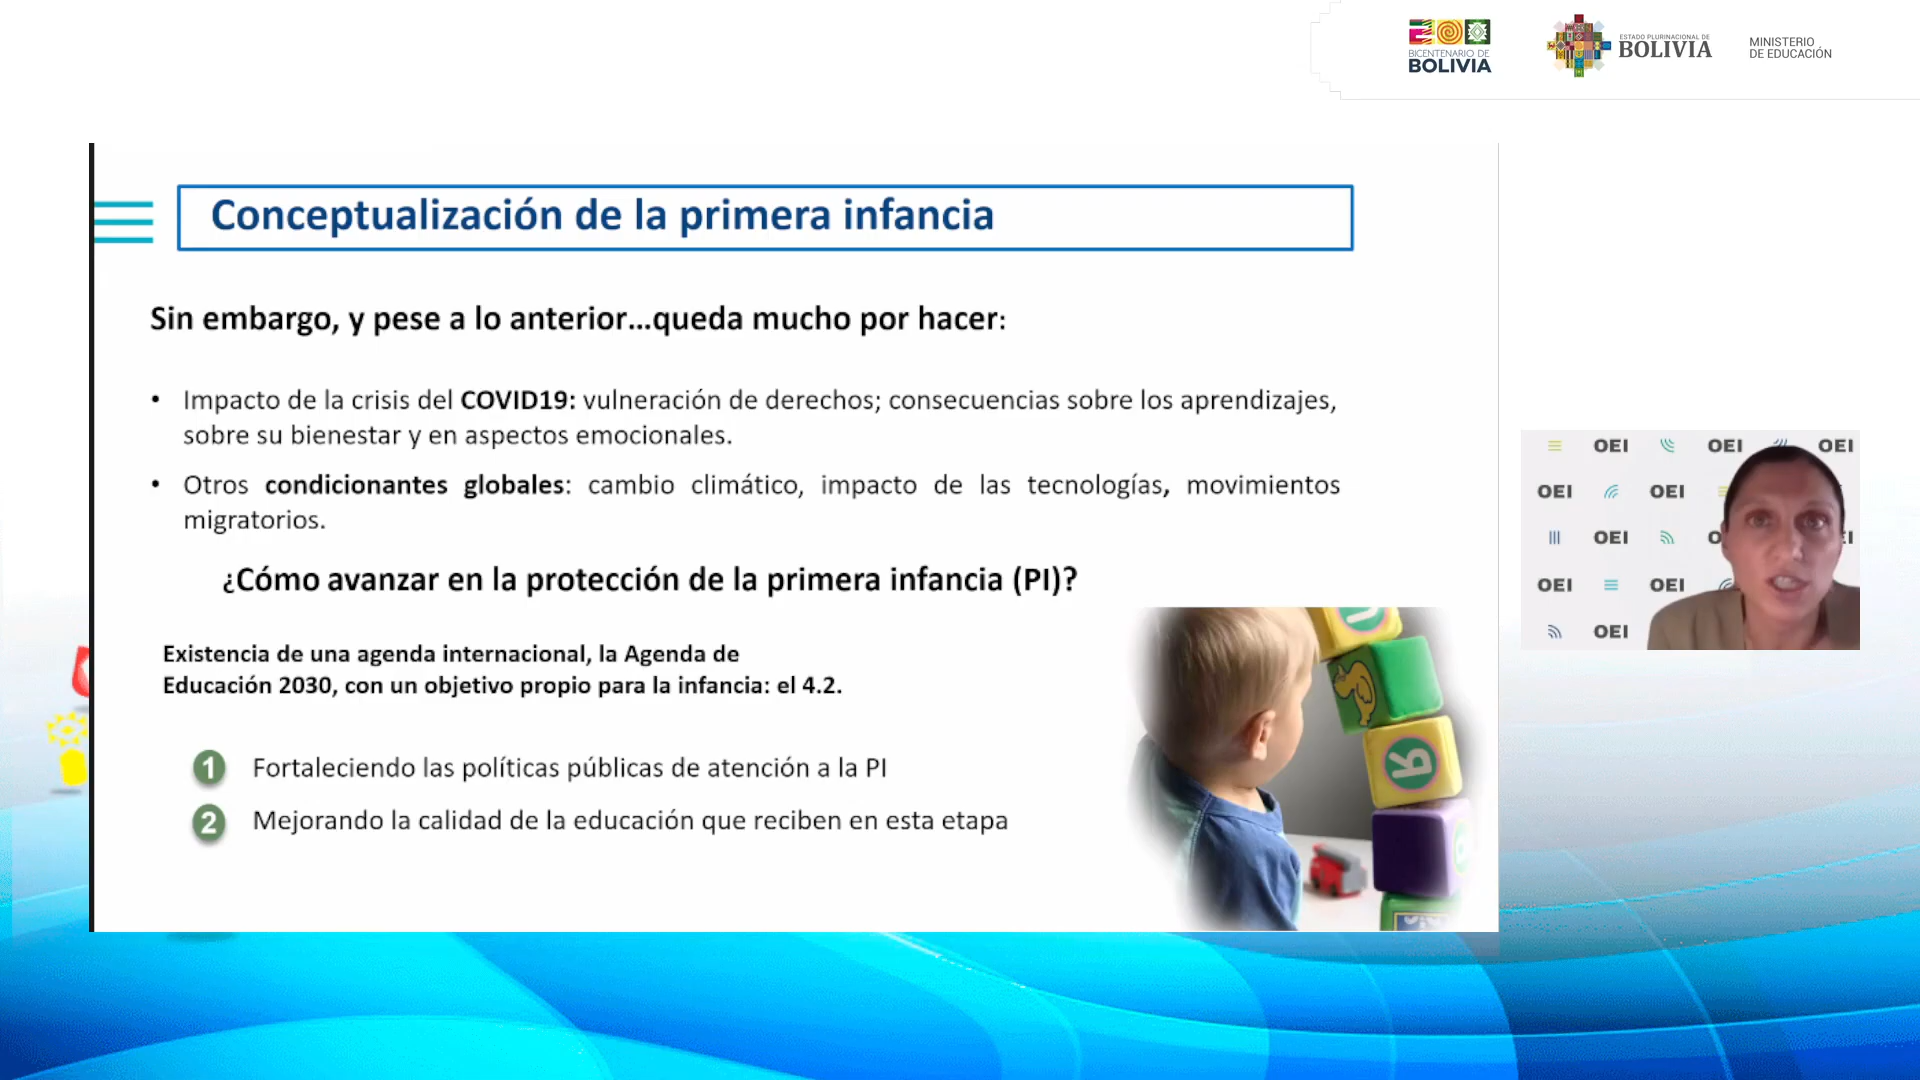 BICENTENARIO DE
BOLIVIA
ESTADO PLURINACIONAL DE
BOLIVIA
MINISTERIO
DE EDUCACIÓN
Conceptualización de la primera infancia
Sin embargo, y pese a lo anterior...queda mucho por hacer:
• Impacto de la crisis del COVID19: vulneración de derechos; consecuencias sobre los aprendizajes,
sobre su bienestar y en aspectos emocionales.
• Otros condicionantes globales: cambio climático, impacto de las tecnologías, movimientos
migratorios.
¿Cómo avanzar en la protección de la primera infancia (PI)?
Existencia de una agenda internacional, la Agenda de
Educación 2030, con un objetivo propio para la infancia: el 4.2.
1 Fortaleciendo las políticas públicas de atención a la PI
2 Mejorando la calidad de la educación que reciben en esta etapa
OEI OEI OEI
OEI OEI
OEI
OEI OEI
OEI